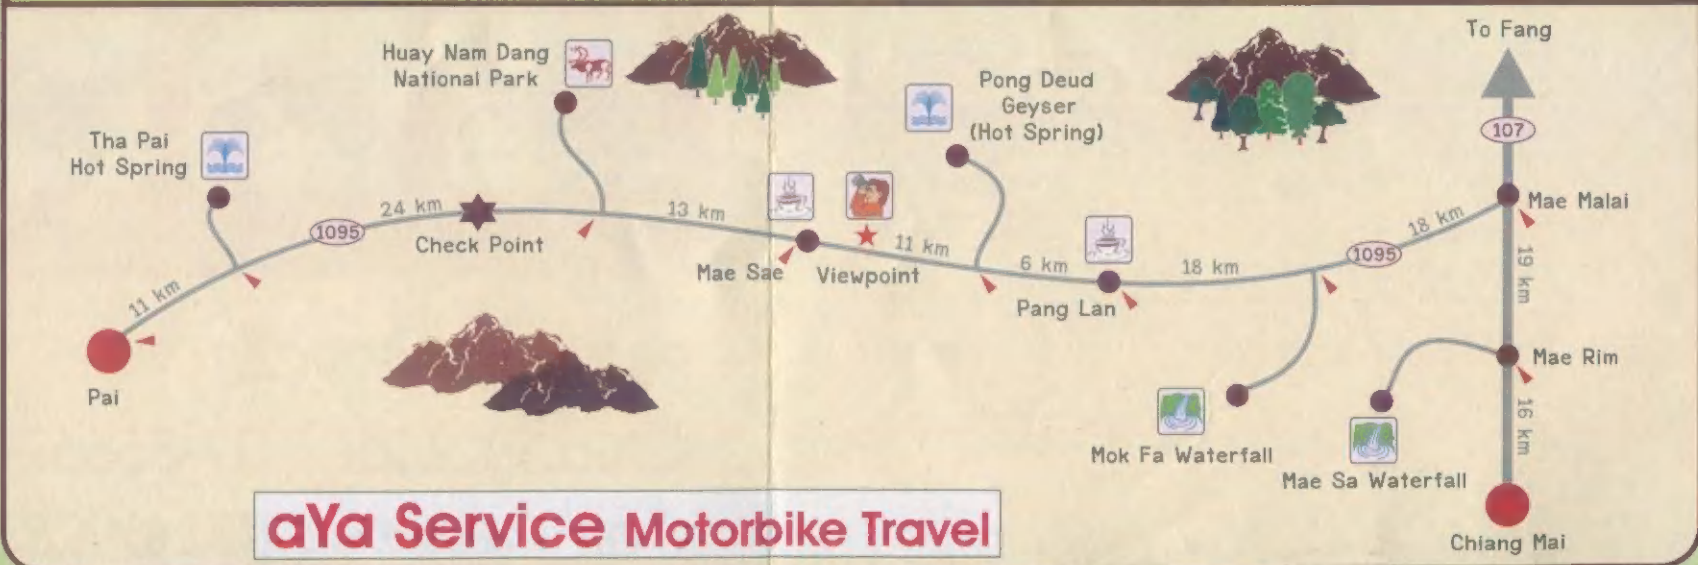 To Fang
Huay Nam Dang
National Park
Pong Deud
Geyser
(Hot Spring)
107
Tha Pai
Hot Spring
Mae Malai
24 km
13 km
18 km
1095
Check Point
11 km
1095
Mae Sae
Viewpoint
6 km
18 km
19 km
11 km
Pang Lan
Mae Rim
Pai
16 km
Mok Fa Waterfall
Mae Sa Waterfall
aYa Service Motorbike Travel
Chiang Mai